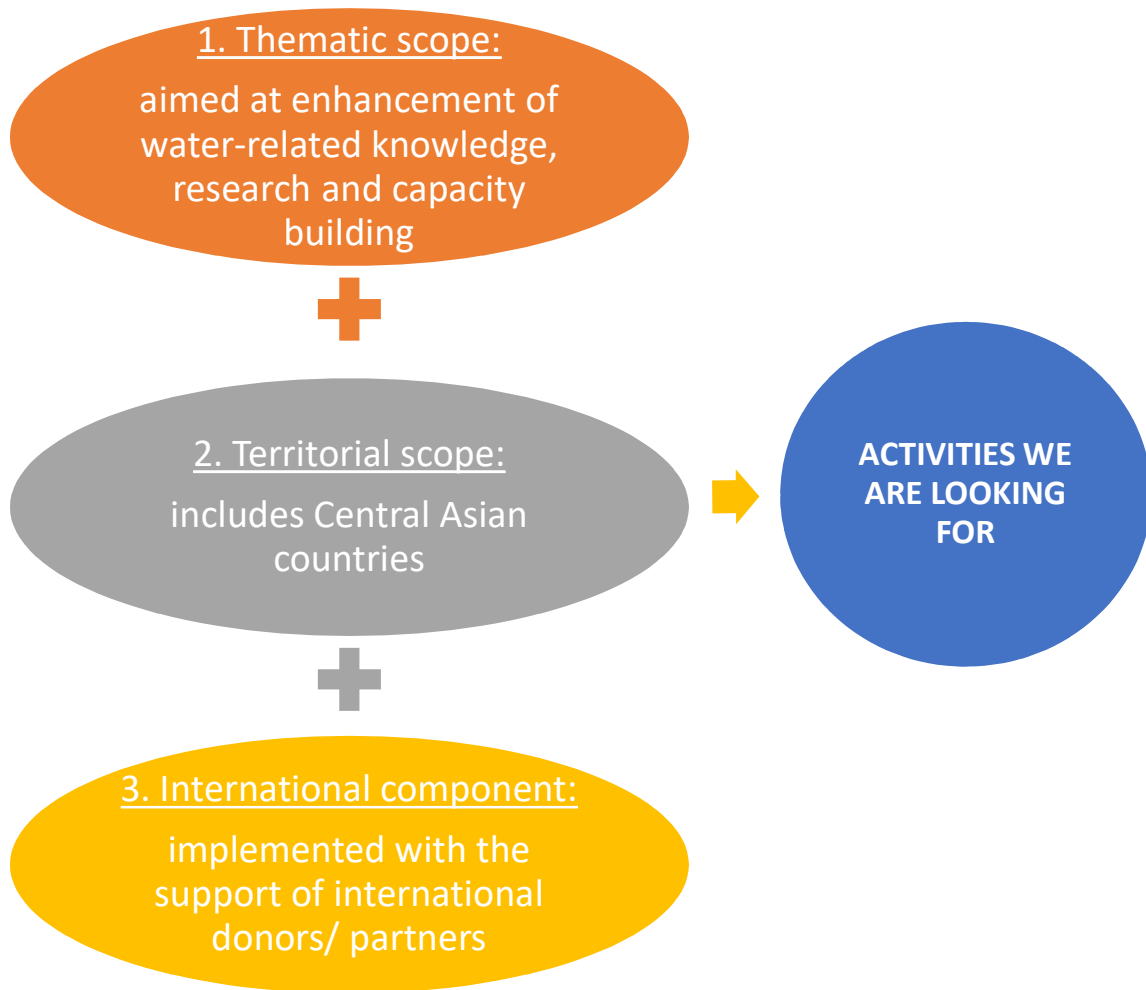 1. Thematic scope:
aimed at enhancement of
water-related knowledge,
research and capacity
building
2. Territorial scope:
includes Central Asian
countries
3. International component:
implemented with the
support of international
donors/ partners
ACTIVITIES WE
ARE LOOKING
FOR